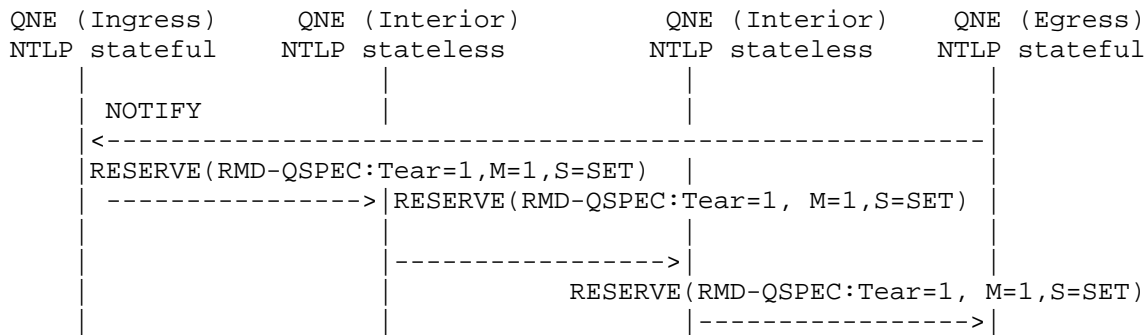 QNE (Ingress) QNE (Interior) QNE (Interior) QNE (Egress)
NTLP stateful NTLP stateless NTLP stateless NTLP stateful
NOTIFY
RESERVE(RMD-QSPEC:Tear=1,M=1,S=SET)
RESERVE(RMD-QSPEC:Tear=1, M=1,S=SET)
RESERVE(RMD-QSPEC:Tear=1, M=1,S=SET)